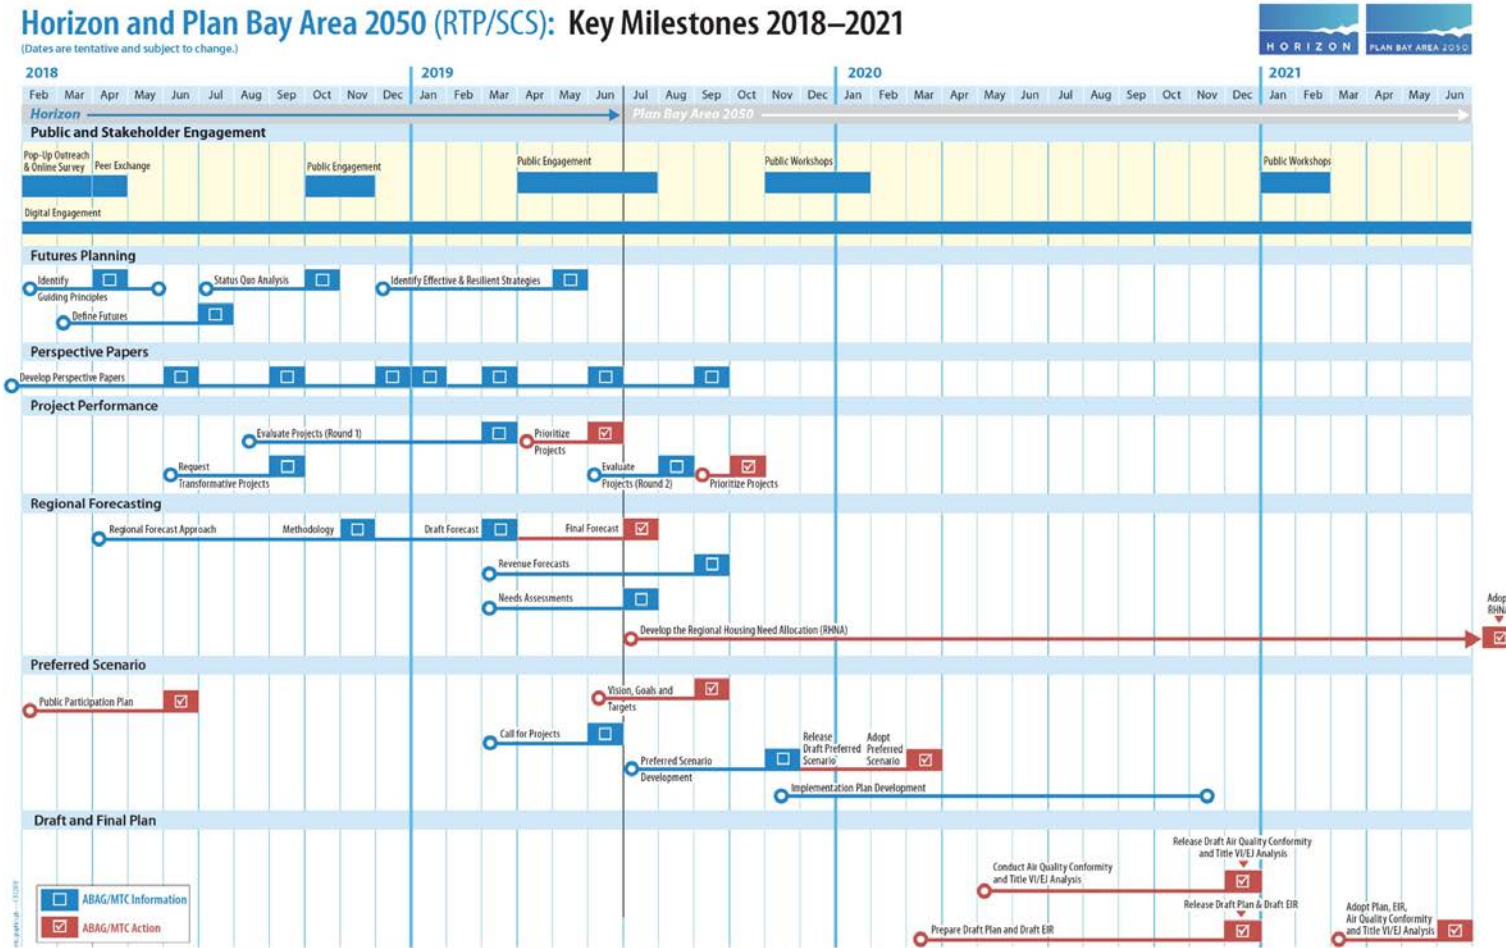 Horizon and Plan Bay Area 2050 (RTP/SCS): Key Milestones 2018–2021
(Dates are tentative and subject to change.)
HORIZON
PLAN BAY AREA 2050
2018 2019 2020 2021
Feb Mar Apr May Jun Jul Aug Sep Oct Nov Dec Jan Feb Mar Apr May Jun Jul Aug Sep Oct Nov Dec Jan Feb Mar Apr May Jun Jul Aug Sep Oct Nov Dec Jan Feb Mar Apr May Jun
Horizon Plan Bay Area 2050
Public and Stakeholder Engagement
Pop-Up Outreach
& Online Survey
Peer Exchange
Public Engagement
Public Engagement
Public Workshops
Public Workshops
Digital Engagement
Futures Planning
Identify
Guiding Principles
Status Quo Analysis
Identify Effective & Resilient Strategies
Define Futures
Perspective Papers
Develop Perspective Papers
Project Performance
Evaluate Projects (Round 1)
Prioritize
Projects
Request
Transformative Projects
Evaluate
Projects (Round 2)
Prioritize Projects
Regional Forecasting
Regional Forecast Approach
Methodology
Draft Forecast
Final Forecast
Revenue Forecasts
Needs Assessments
Develop the Regional Housing Need Allocation (RHNA)
Adop
RHNA
Preferred Scenario
Public Participation Plan
Vision, Goals and
Targets
Call for Projects
Preferred Scenario
Development
Release
Draft Preferred
Scenario
Adopt
Preferred
Scenario
Implementation Plan Development
Draft and Final Plan
Conduct Air Quality Conformity
and Title VI/EJ Analysis
Release Draft Air Quality Conformity
and Title VI/EJ Analysis
Prepare Draft Plan and Draft EIR
Release Draft Plan & Draft EIR
Adopt Plan, EIR,
Air Quality Conformity
and Title VI/EJ Analysis
ABAG/MTC Information
ABAG/MTC Action